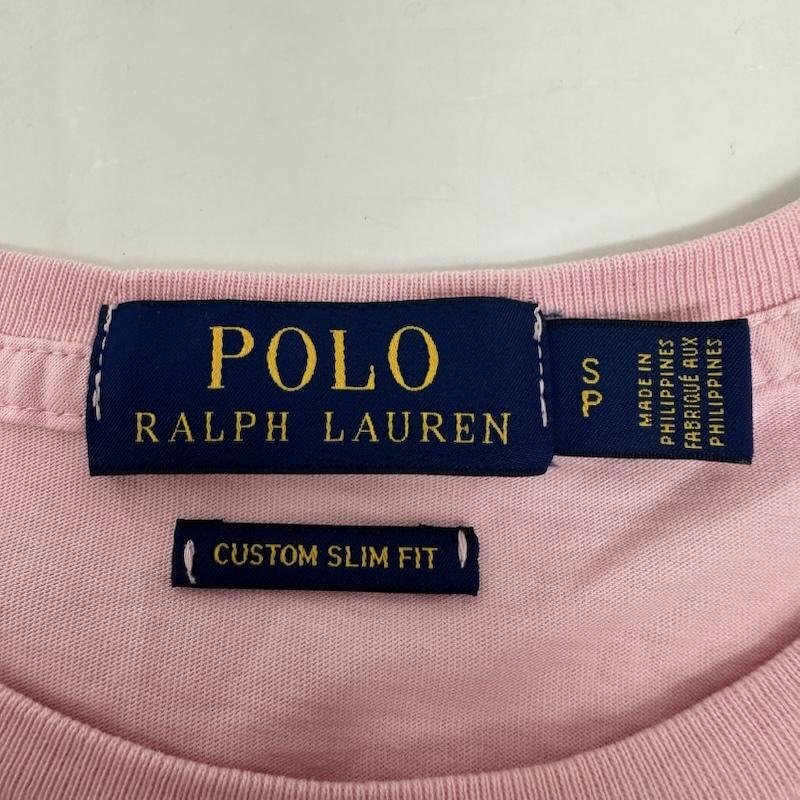 POLO
RALPH LAUREN
S
P
MADE IN
PHILIPPINES
FABRIQUÉ AUX
PHILIPPINES
CUSTOM SLIM FIT